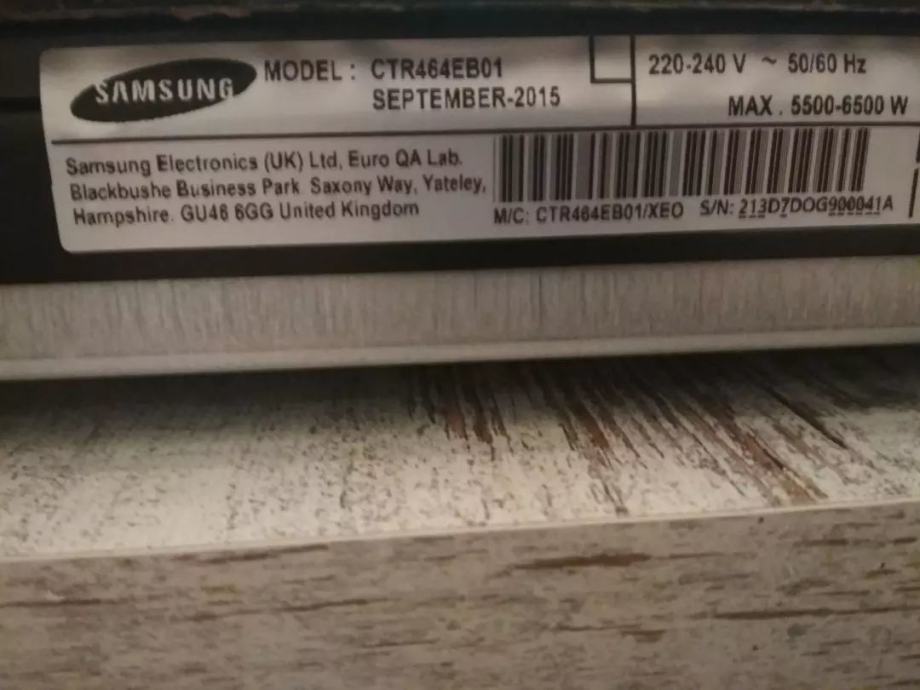 SAMSUNG
MODEL : CTR464EB01
SEPTEMBER-2015
220-240 V ~ 50/60 Hz
MAX . 5500-6500 W
Samsung Electronics (UK) Ltd, Euro QA Lab.
Blackbushe Business Park. Saxony Way, Yateley,
Hampshire. GU46 6GG United Kingdom
M/C: CTR464EB01/XEO S/N: 213D7DOG900041A